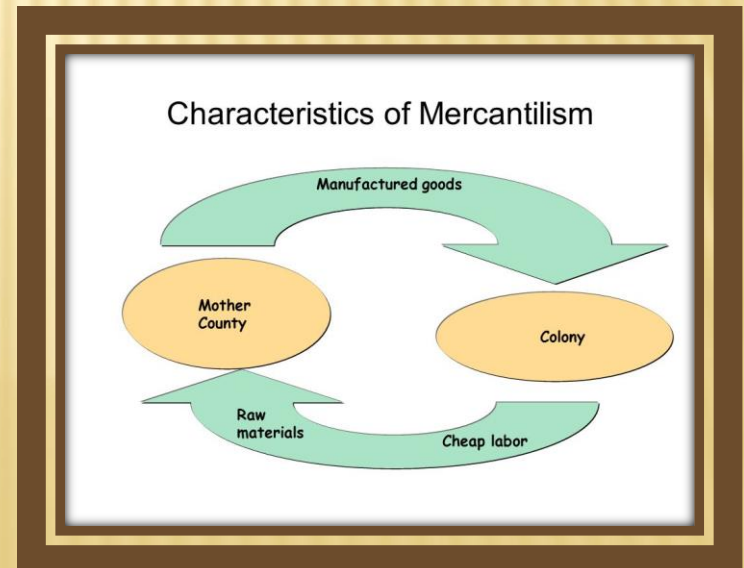 Characteristics of Mercantilism
Manufactured goods
Mother
County
Colony
Raw
materials
Cheap labor